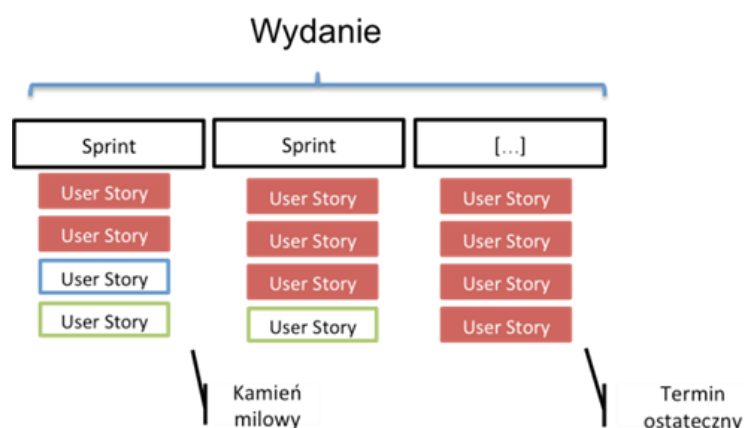 Wydanie
Sprint
Sprint
[...]
User Story
User Story
User Story
User Story
User Story
User Story
User Story
User Story
User Story
User Story
User Story
User Story
Kamień
milowy
Termin
ostateczny